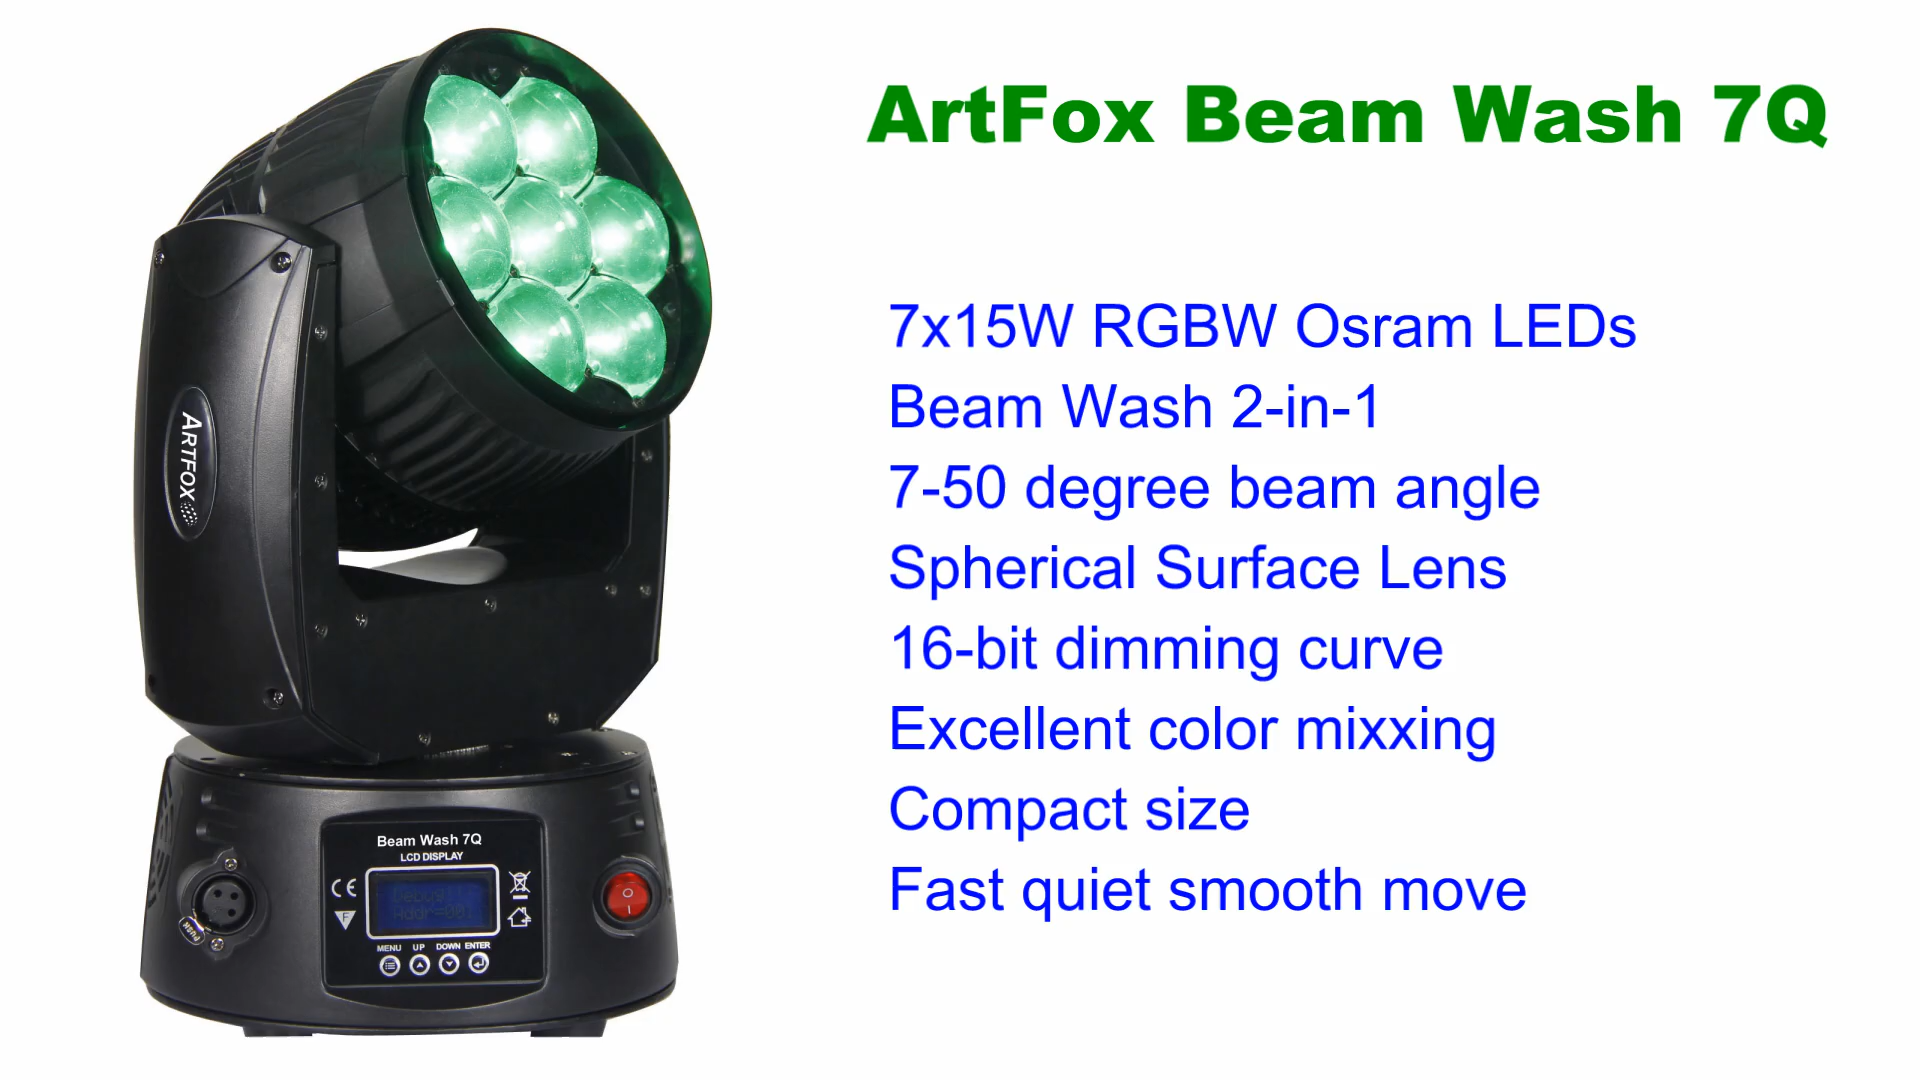 ArtFox Beam Wash 7Q
7x15W RGBW Osram LEDs
Beam Wash 2-in-1
7-50 degree beam angle
Spherical Surface Lens
16-bit dimming curve
Excellent color mixxing
Compact size
Fast quiet smooth move
ARTFOX
Beam Wash 7Q
LCD DISPLAY
CE
F
MENU UP DOWN ENTER
PUSH